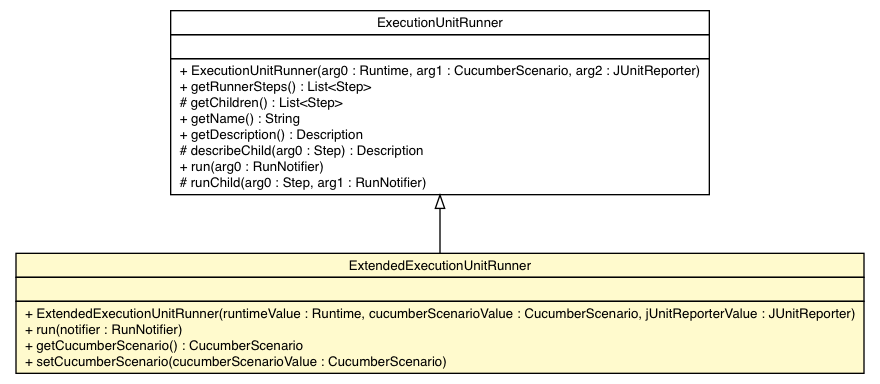 ExecutionUnitRunner
+ ExecutionUnitRunner(arg0 : Runtime, arg1 : CucumberScenario, arg2 : JUnitReporter)
+ getRunnerSteps() : List<Step>
# getChildren() : List<Step>
+ getName() : String
+ getDescription() : Description
# describeChild(arg0 : Step) : Description
+ run(arg0 : RunNotifier)
# runChild(arg0 : Step, arg1 : RunNotifier)
ExtendedExecutionUnitRunner
+ ExtendedExecutionUnitRunner(runtimeValue : Runtime, cucumberScenarioValue : CucumberScenario, jUnitReporterValue : JUnitReporter)
+ run(notifier : RunNotifier)
+ getCucumberScenario() : CucumberScenario
+ setCucumberScenario(cucumberScenarioValue : CucumberScenario)